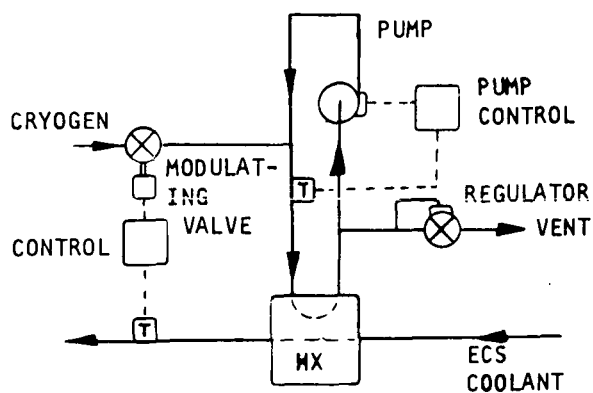 PUMP
PUMP
CONTROL
CRYOGEN
MODULAT-
ING
VALVE
T
REGULATOR
VENT
CONTROL
T
HX
ECS
COOLANT